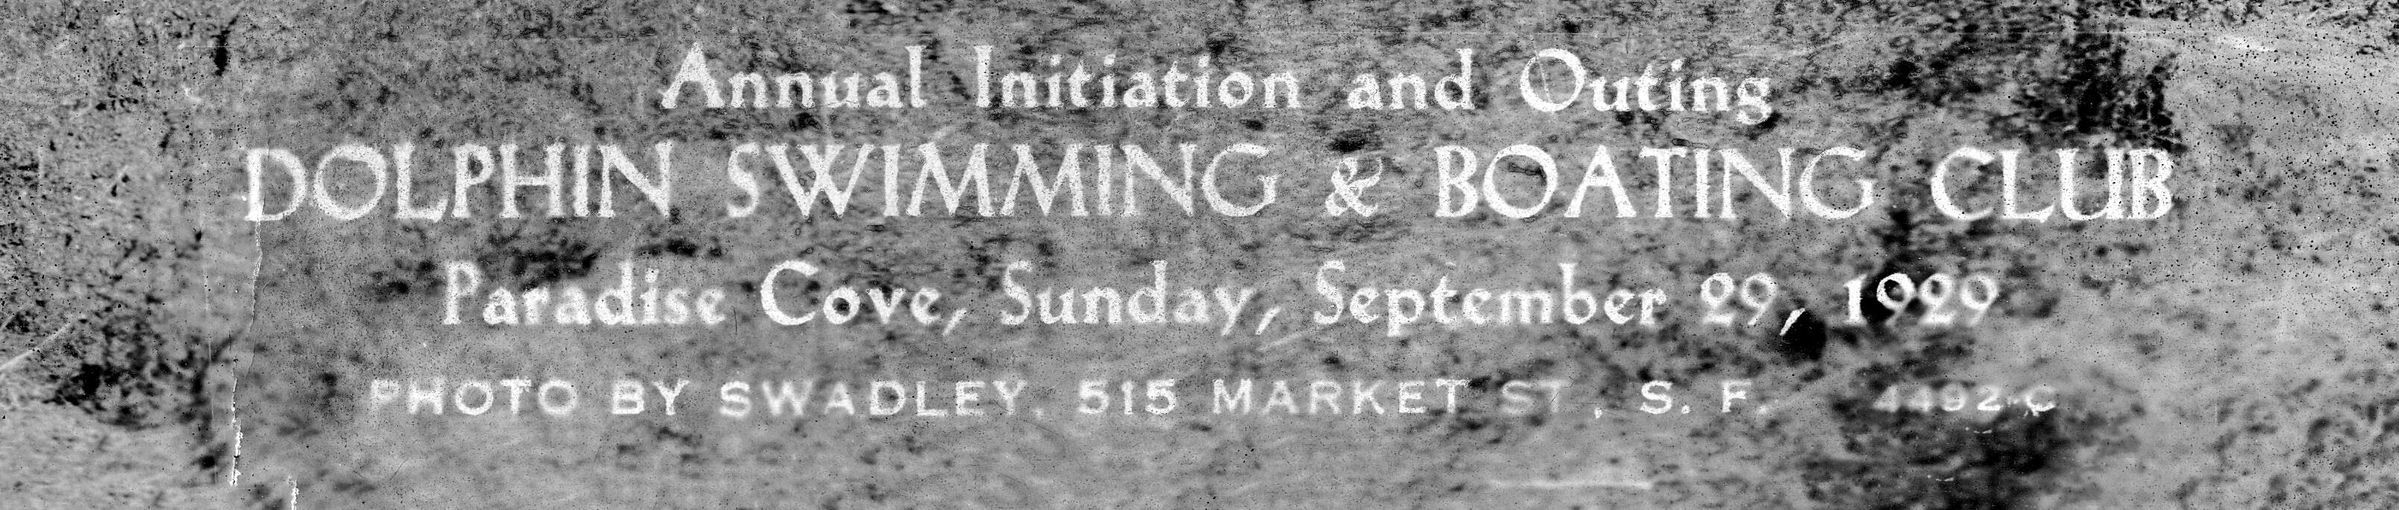 Annual Initiation and Outing
DOLPHIN SWIMMING & BOATING CLUB
Paradise Cove, Sunday, September 29, 1929
PHOTO BY SWADLEY. 515 MARKET ST. S. F. 4492-C